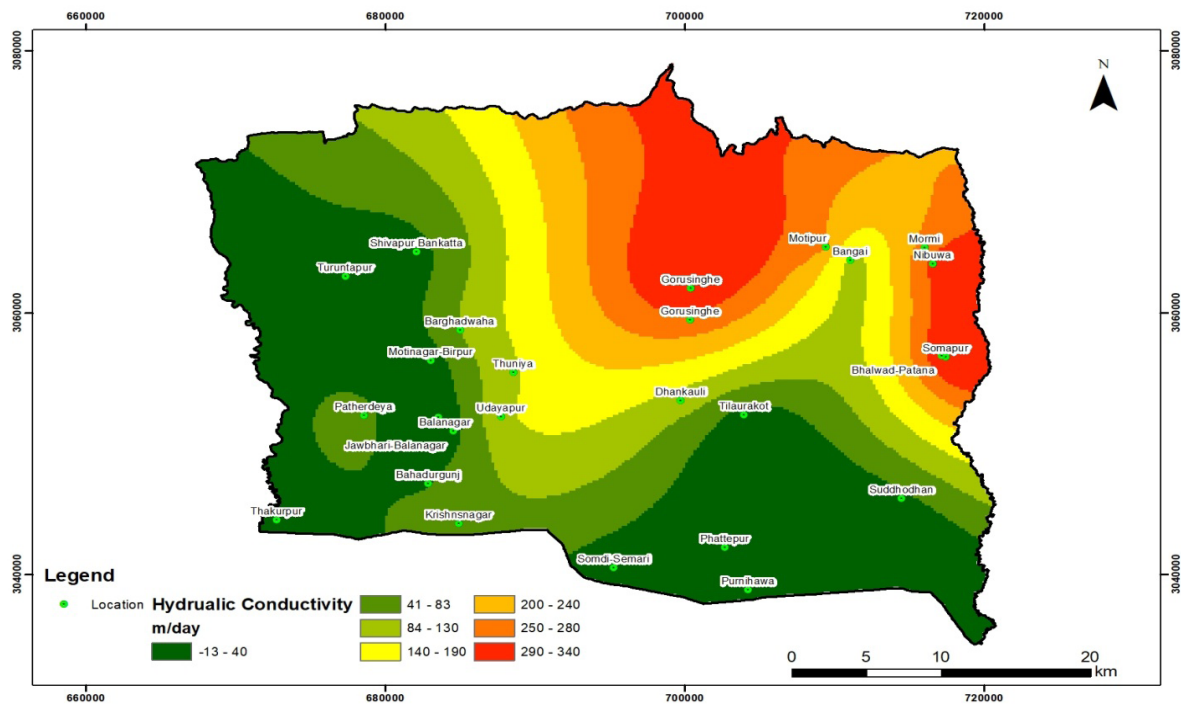 660000 680000 700000 720000
3080000 3080000
N
Shivapur Bankatta
Turuntapur
Motipur
Bangai
Mormi
Nibuwa
Gorusinghe
3060000 3060000
Gorusinghe
Barghadwaha
Motinagar-Birpur
Thuniya
Somapur
Bhalwad-Patana
Dhankauli
Patherdeya
Udayapur
Tilaurakot
Balanagar
Jawbhari-Balanagar
Bahadurgunj
Suddhodhan
Thakurpur
Krishnsnagar
Phattepur
Somdi-Semari
Purnihawa
3040000 3040000
Legend
Location
Hydrualic Conductivity
m/day
-13 - 40
41 - 83
84 - 130
140 - 190
200 - 240
250 - 280
290 - 340
0 5 10 20
km
660000 680000 700000 720000